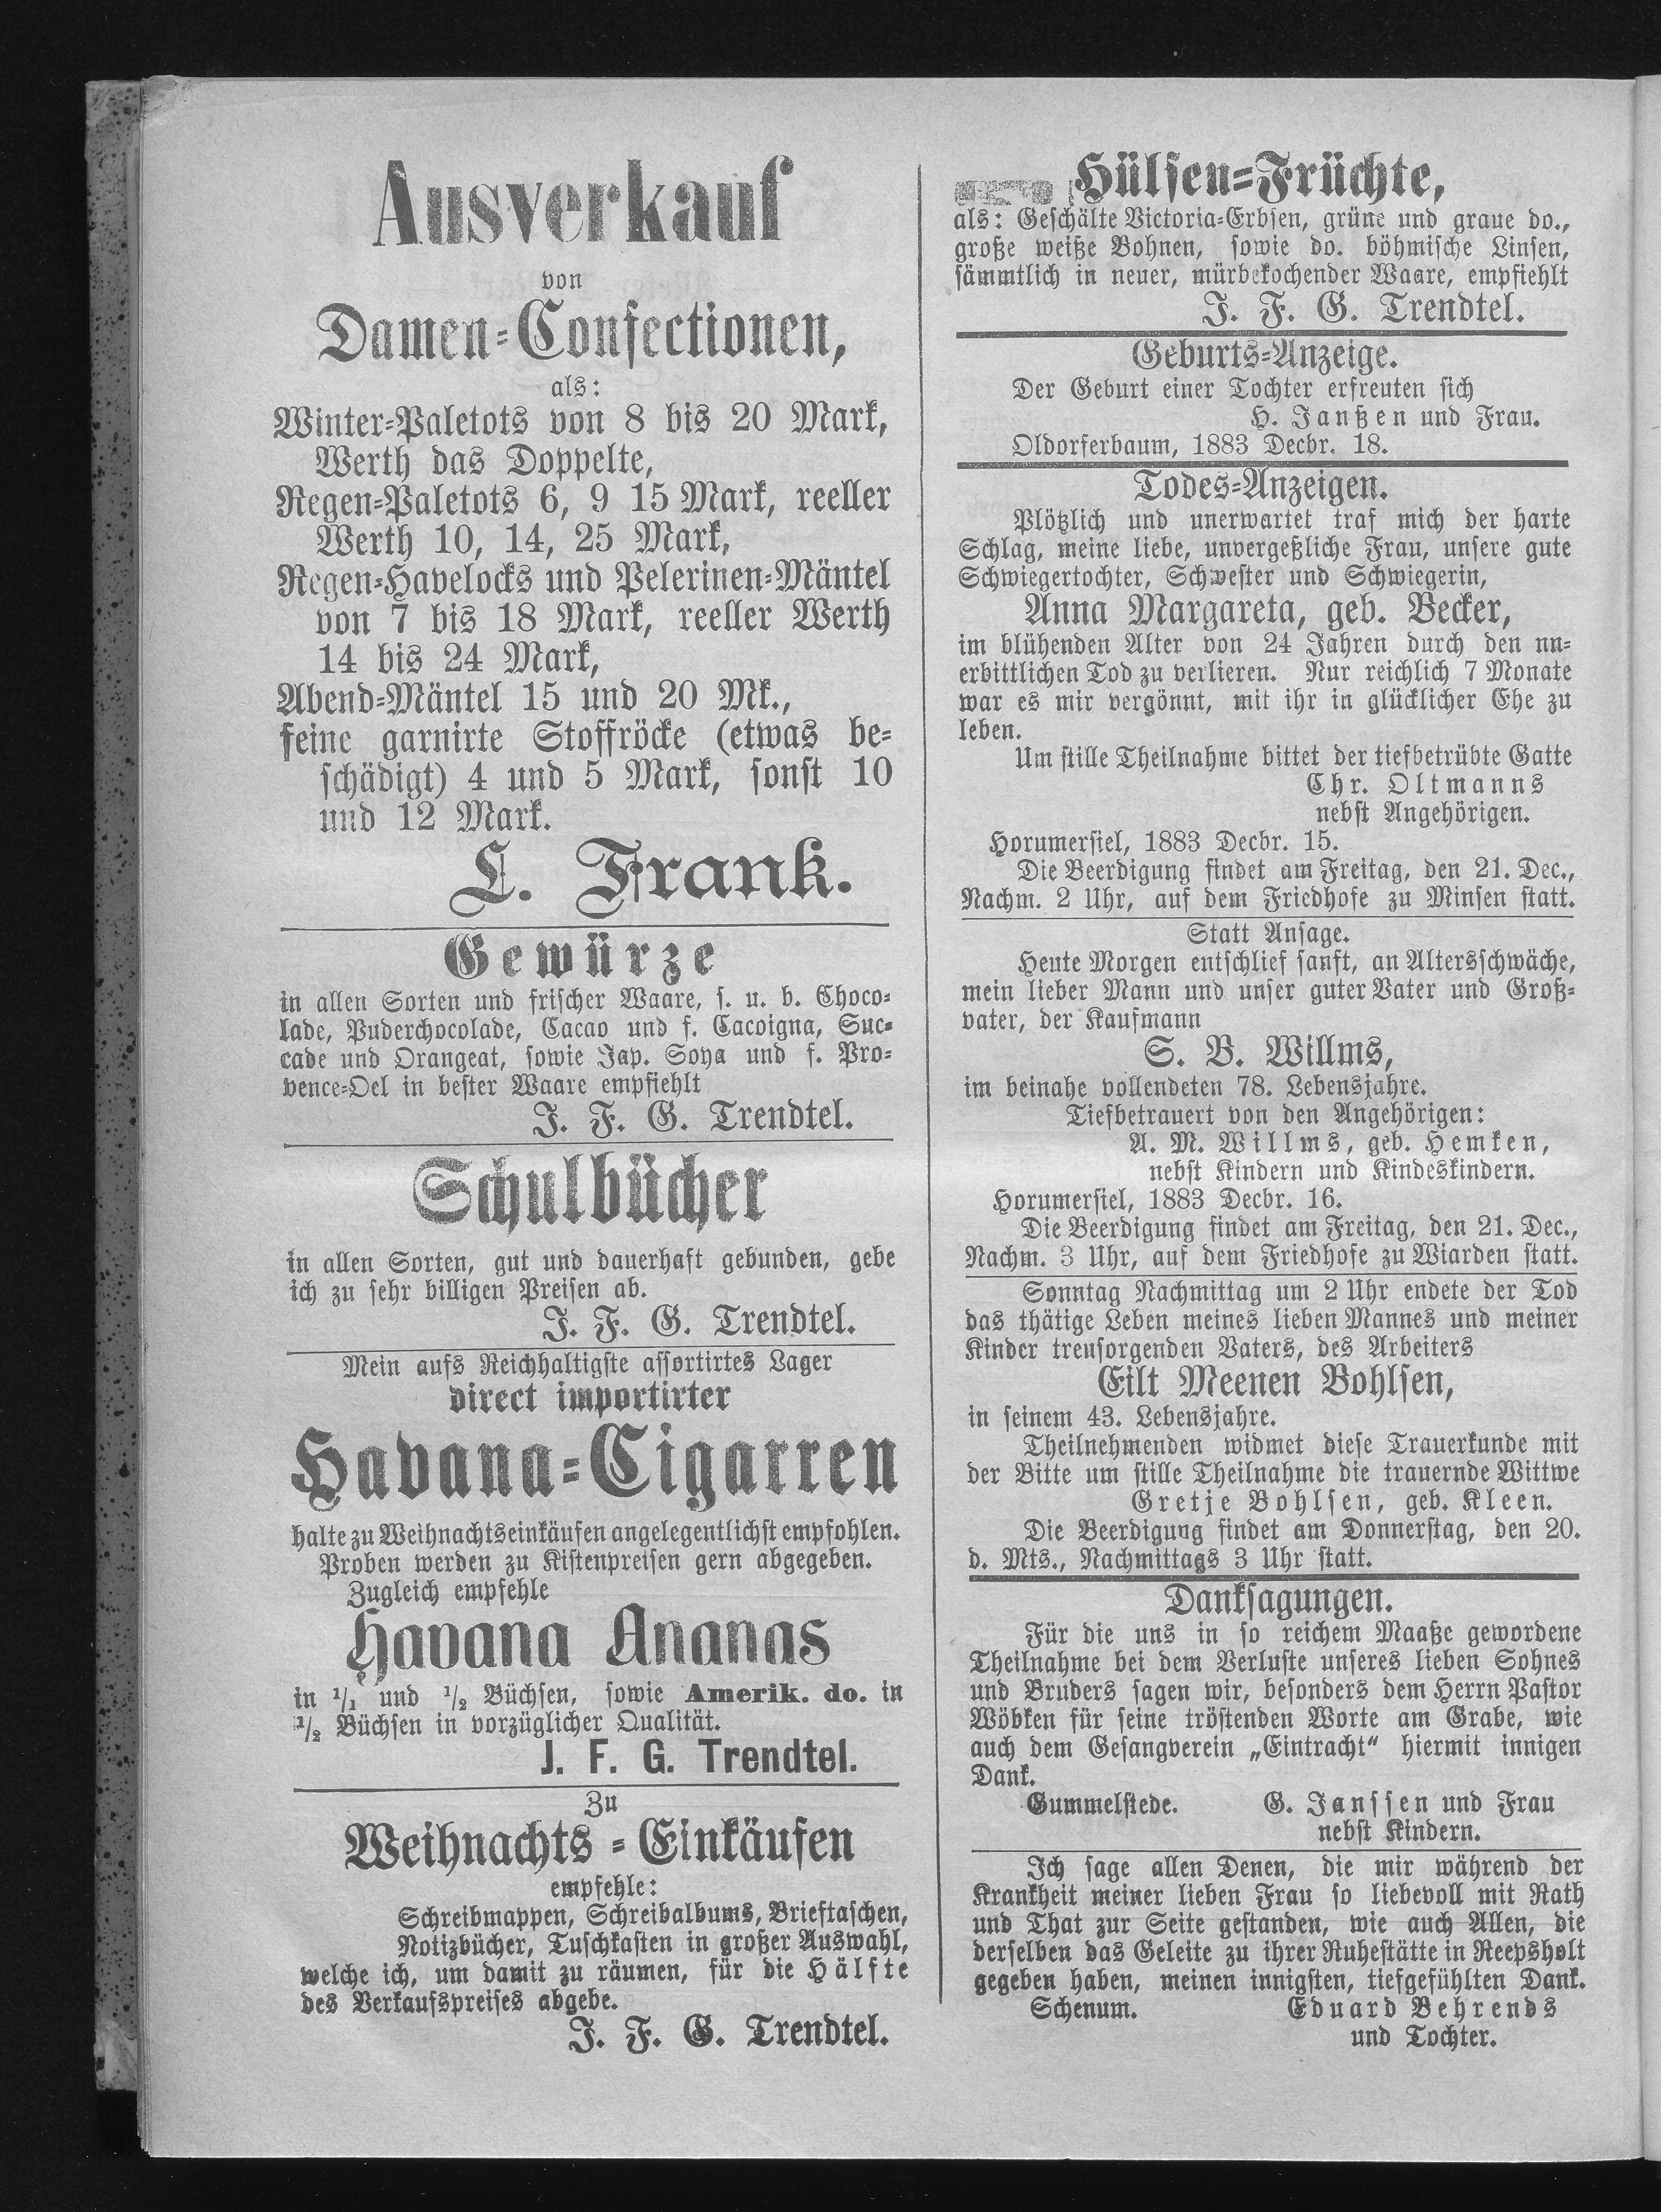 Ausverkauf
von
Damen-Confectionen,
als:
Winter-Paletots von 8 bis 20 Mark,
Werth das Doppelte,
Regen-Paletots 6, 9 15 Mark, reeller
Werth 10, 14, 25 Mark,
Regen-Havelocks und Pelerinen-Mäntel
von 7 bis 18 Mark, reeller Werth
14 bis 24 Mark,
Abend-Mäntel 15 und 20 Mk.,
feine garnirte Stoffröcke (etwas be-
schädigt) 4 und 5 Mark, sonst 10
und 12 Mark.
L. Frank.
Gewürze
in allen Sorten und frischer Waare, s. u. b. Choco-
lade, Puderchocolade, Cacao und f. Cacoigna, Suc-
cade und Orangeat, sowie Jap. Soya und f. Pro-
vence-Oel in bester Waare empfiehlt
J. F. G. Trendtel.
Schulbücher
in allen Sorten, gut und dauerhaft gebunden, gebe
ich zu sehr billigen Preisen ab.
J. F. G. Trendtel.
Mein aufs Reichhaltigste assortirtes Lager
direct importirter
Havana-Cigarren
halte zu Weihnachtseinkäufen angelegentlichst empfohlen.
Proben werden zu Kistenpreisen gern abgegeben.
Zugleich empfehle
Havana Ananas
in 1/1 und 1/2 Büchsen, sowie Amerik. do. in
1/2 Büchsen in vorzüglicher Qualität.
J. F. G. Trendtel.
Zu
Weihnachts-Einkäufen
empfehle:
Schreibmappen, Schreibalbums, Brieftaschen,
Notizbücher, Tuschkasten in großer Auswahl,
welche ich, um damit zu räumen, für die Hälfte
des Verkaufspreises abgebe.
J. F. G. Trendtel.
Hülsen-Früchte,
als: Geschälte Victoria-Erbsen, grüne und graue do.,
große weiße Bohnen, sowie do. böhmische Linsen,
sämmtlich in neuer, mürbekochender Waare, empfiehlt
J. F. G. Trendtel.
Geburts-Anzeige.
Der Geburt einer Tochter erfreuten sich
H. Janßen und Frau.
Oldorferbaum, 1883 Decbr. 18.
Todes-Anzeigen.
Plötzlich und unerwartet traf mich der harte
Schlag, meine liebe, unvergeßliche Frau, unsere gute
Schwiegertochter, Schwester und Schwiegerin,
Anna Margareta, geb. Becker,
im blühenden Alter von 24 Jahren durch den nn-
erbittlichen Tod zu verlieren. Nur reichlich 7 Monate
war es mir vergönnt, mit ihr in glücklicher Ehe zu
leben.
Um stille Theilnahme bittet der tiefbetrübte Gatte
Chr. Oltmanns
nebst Angehörigen.
Horumersiel, 1883 Decbr. 15.
Die Beerdigung findet am Freitag, den 21. Dec.,
Nachm. 2 Uhr, auf dem Friedhofe zu Minsen statt.
Statt Ansage.
Heute Morgen entschlief sanft, an Altersschwäche,
mein lieber Mann und unser guter Vater und Groß-
vater, der Kaufmann
S. B. Willms,
im beinahe vollendeten 78. Lebensjahre.
Tiefbetrauert von den Angehörigen:
A. M. Willms, geb. Hemken,
nebst Kindern und Kindeskindern.
Horumersiel, 1883 Decbr. 16.
Die Beerdigung findet am Freitag, den 21. Dec.,
Nachm. 3 Uhr, auf dem Friedhofe zu Wiarden statt.
Sonntag Nachmittag um 2 Uhr endete der Tod
das thätige Leben meines lieben Mannes und meiner
Kinder treusorgenden Vaters, des Arbeiters
Eilt Meenen Bohlsen,
in seinem 43. Lebensjahre.
Theilnehmenden widmet diese Trauerkunde mit
der Bitte um stille Theilnahme die trauernde Wittwe
Gretje Bohlsen, geb. Kleen.
Die Beerdigung findet am Donnerstag, den 20.
d. Mts., Nachmittags 3 Uhr statt.
Danksagungen.
Für die uns in so reichem Maaße gewordene
Theilnahme bei dem Verluste unseres lieben Sohnes
und Bruders sagen wir, besonders dem Herrn Pastor
Wöbken für seine tröstenden Worte am Grabe, wie
auch dem Gesangverein „Eintracht“ hiermit innigen
Dank.
Gummelstede. G. Janssen und Frau
nebst Kindern.
Ich sage allen Denen, die mir während der
Krankheit meiner lieben Frau so liebevoll mit Rath
und That zur Seite gestanden, wie auch Allen, die
derselben das Geleite zu ihrer Ruhestätte in Reepsholt
gegeben haben, meinen innigsten, tiefgefühlten Dank.
Schenum. Eduard Behrends
und Tochter.